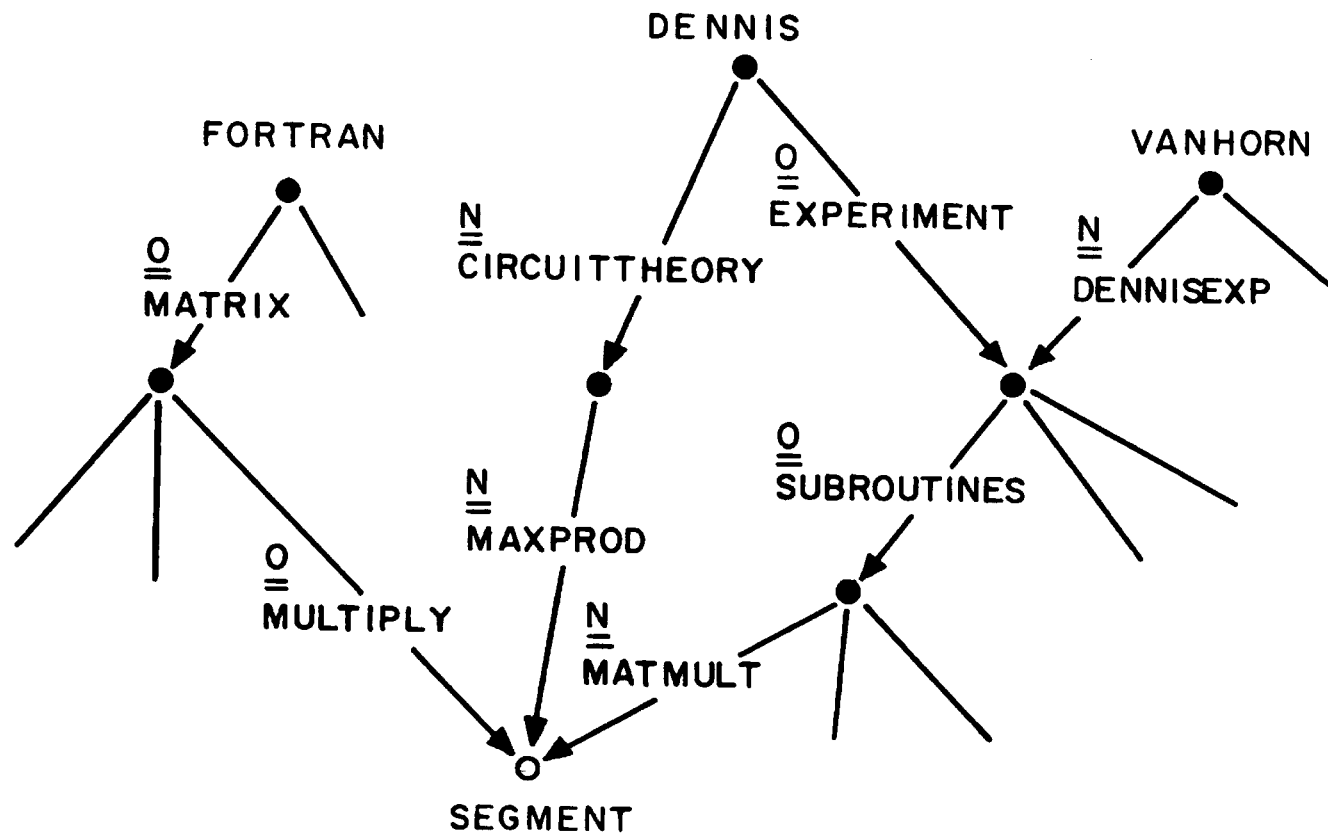 DENNIS
FORTRAN
VANHORN
O
EXPERIMENT
N
CIRCUITTHEORY
N
DENNISEXP
O
MATRIX
O
SUBROUTINES
N
MAXPROD
O
MULTIPLY
N
MATMULT
SEGMENT